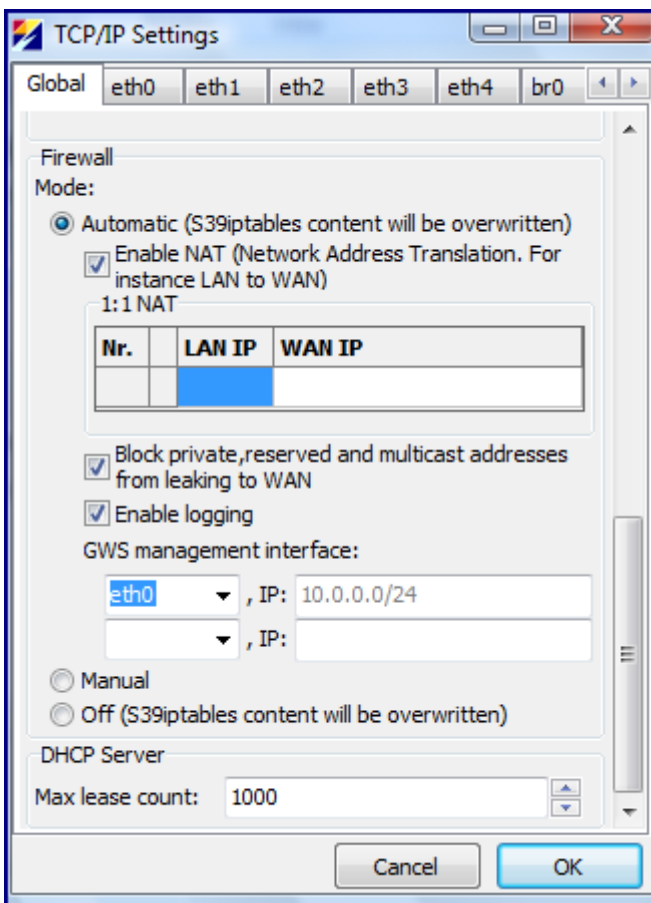 TCP/IP Settings
Global eth0 eth1 eth2 eth3 eth4 br0
Firewall
Mode:
Automatic (S39iptables content will be overwritten)
Enable NAT (Network Address Translation. For
instance LAN to WAN)
1:1 NAT
Nr. LAN IP WAN IP
Block private,reserved and multicast addresses
from leaking to WAN
Enable logging
GWS management interface:
eth0 , IP: 10.0.0.0/24
, IP:
Manual
Off (S39iptables content will be overwritten)
DHCP Server
Max lease count: 1000
Cancel OK